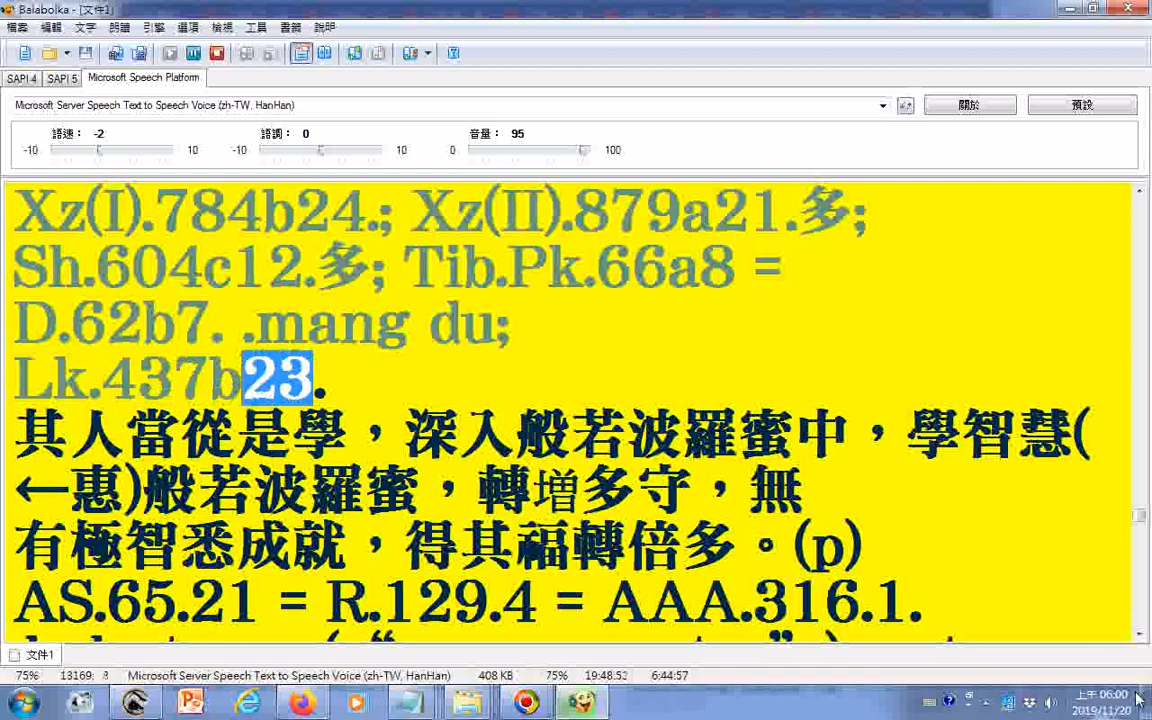 Balabolka - [文件1]
檔案 編輯 文字 朗讀 引擎 選項 檢視 工具 書籤 說明
SAPI 4 SAPI 5 Microsoft Speech Platform
Microsoft Server Speech Text to Speech Voice (zh-TW, HanHan) 關於 預設
語速： -2 語調： 0 音量： 95
-10 10 -10 10 0 100
Xz(I).784b24.; Xz(II).879a21.多;
Sh.604c12.多; Tib.Pk.66a8 =
D.62b7. .mang du;
Lk.437b23.
其人當從是學，深入般若波羅蜜中，學智慧(
←惠)般若波羅蜜，轉增多守，無
有極智悉成就，得其福轉倍多。(p)
AS.65.21 = R.129.4 = AAA.316.1.
文件1
75% Microsoft Server Speech Text to Speech Voice (zh-TW, HanHan) 408 KB 75% 19:48:53 6:44:57
上午 06:00
2019/11/20